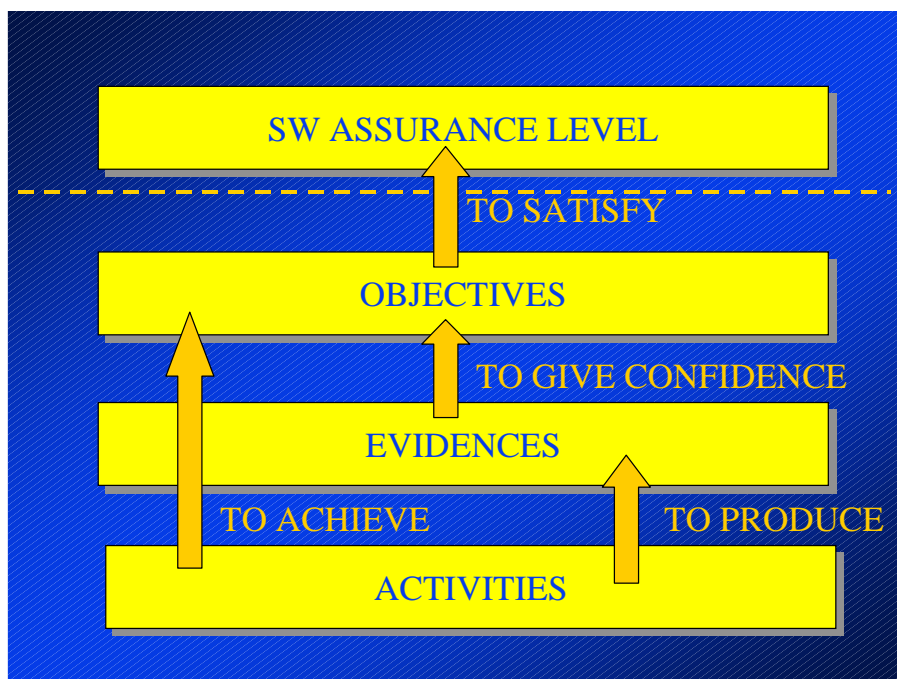 SW ASSURANCE LEVEL
TO SATISFY
OBJECTIVES
TO GIVE CONFIDENCE
EVIDENCES
TO ACHIEVE
TO PRODUCE
ACTIVITIES